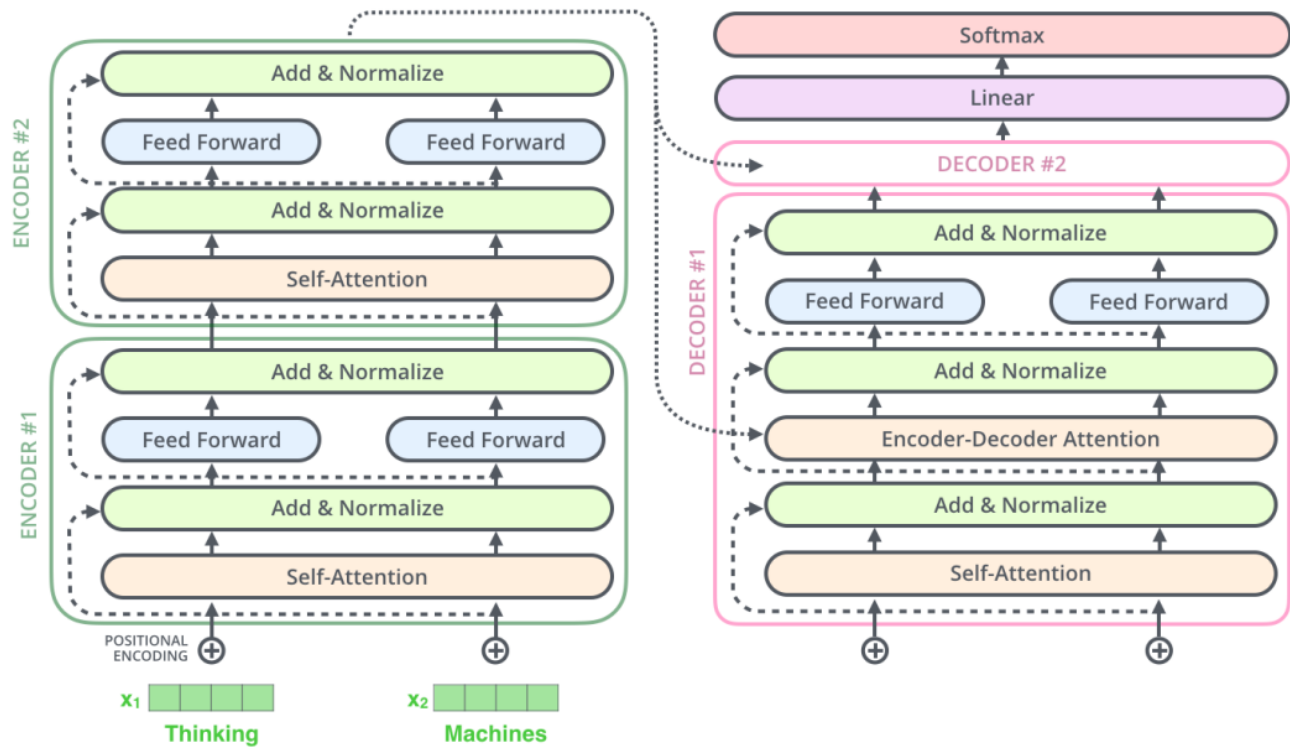 ENCODER #2
Add & Normalize
Feed Forward
Feed Forward
Add & Normalize
Self-Attention
ENCODER #1
Add & Normalize
Feed Forward
Feed Forward
Add & Normalize
Self-Attention
POSITIONAL
ENCODING
x1
x2
Thinking
Machines
Softmax
Linear
DECODER #2
DECODER #1
Add & Normalize
Feed Forward
Feed Forward
Add & Normalize
Encoder-Decoder Attention
Add & Normalize
Self-Attention